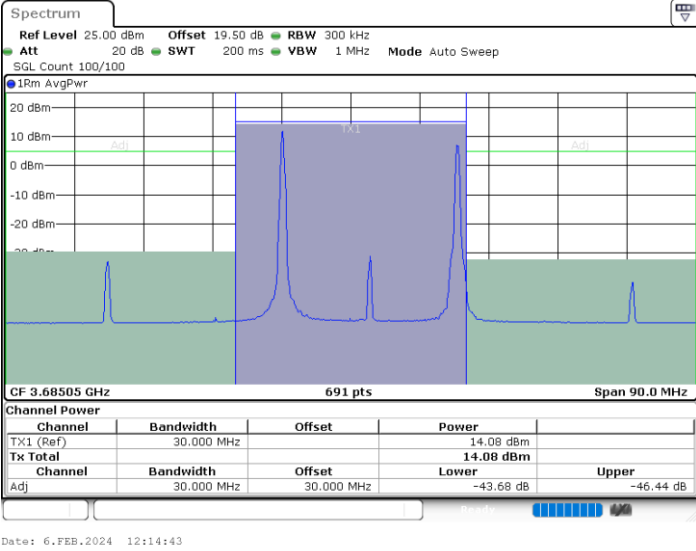 Spectrum
Ref Level 25.00 dBm Offset 19.50 dB RBW 300 kHz
Att 20 dB SWT 200 ms VBW 1 MHz Mode Auto Sweep
SGL Count 100/100
1Rm AvgPwr
20 dBm
TX1
10 dBm
Adj Adj
0 dBm
-10 dBm
-20 dBm
CF 3.68505 GHz 691 pts Span 90.0 MHz
Channel Power
Channel Bandwidth Offset Power
TX1 (Ref) 30.000 MHz 14.08 dBm
Tx Total 14.08 dBm
Channel Bandwidth Offset Lower Upper
Adj 30.000 MHz 30.000 MHz -43.68 dB -46.44 dB
Ready
Date: 6.FEB.2024 12:14:43